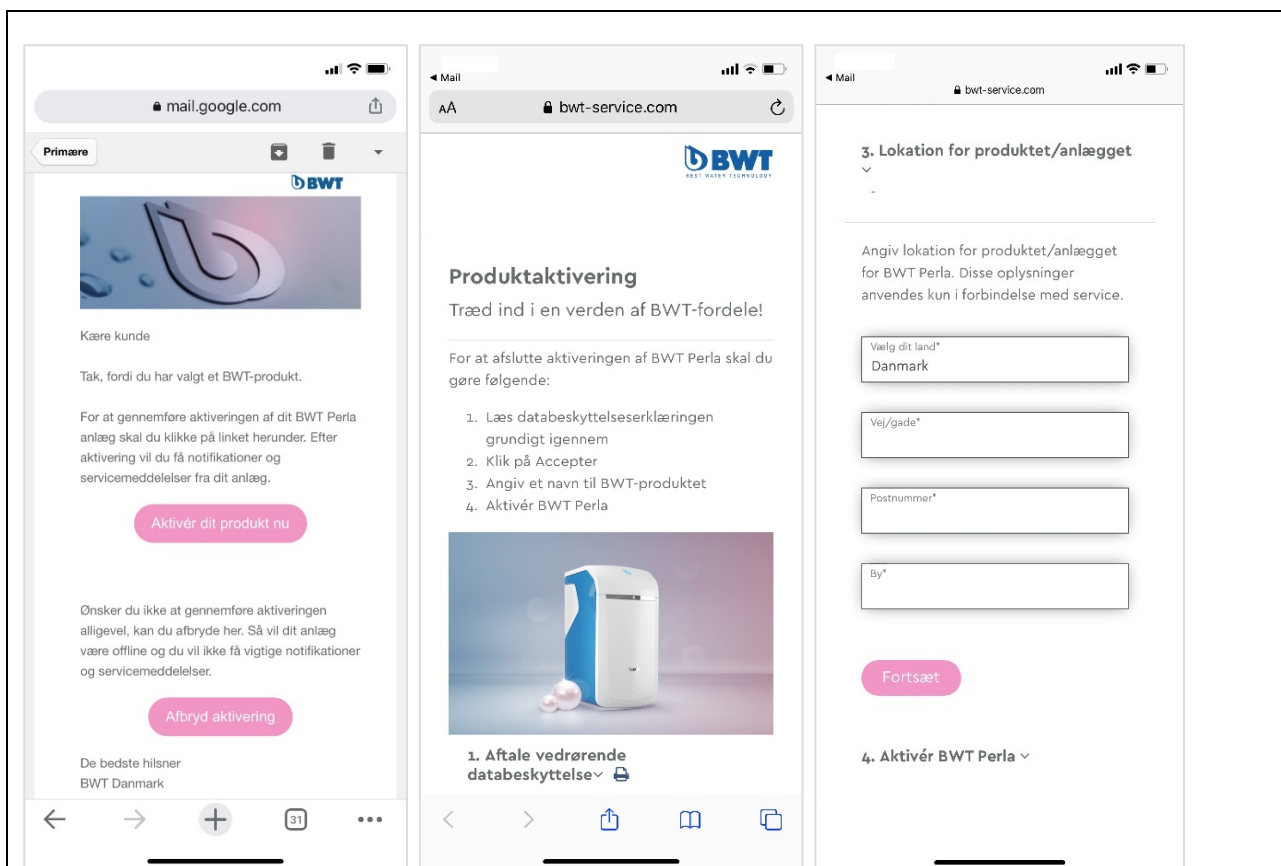 mail.google.com
Primære
BWT
Kære kunde
Tak, fordi du har valgt et BWT-produkt.
For at gennemføre aktiveringen af dit BWT Perla
anlæg skal du klikke på linket herunder. Efter
aktivering vil du få notifikationer og
servicemeddelelser fra dit anlæg.
Aktivér dit produkt nu
Ønsker du ikke at gennemføre aktiveringen
alligevel, kan du afbryde her. Så vil dit anlæg
være offline og du vil ikke få vigtige notifikationer
og servicemeddelelser.
Afbryd aktivering
De bedste hilsner
BWT Danmark
31
Mail
AA
bwt-service.com
BWT
BEST WATER TECHNOLOGY
Produktaktivering
Træd ind i en verden af BWT-fordele!
For at afslutte aktiveringen af BWT Perla skal du
gøre følgende:
1. Læs databeskyttelseserklæringen
grundigt igennem
2. Klik på Accepter
3. Angiv et navn til BWT-produktet
4. Aktivér BWT Perla
1. Aftale vedrørende
databeskyttelse
Mail
bwt-service.com
3. Lokation for produktet/anlægget
-
Angiv lokation for produktet/anlægget
for BWT Perla. Disse oplysninger
anvendes kun i forbindelse med service.
Vælg dit land*
Danmark
Vej/gade*
Postnummer*
By*
Fortsæt
4. Aktivér BWT Perla